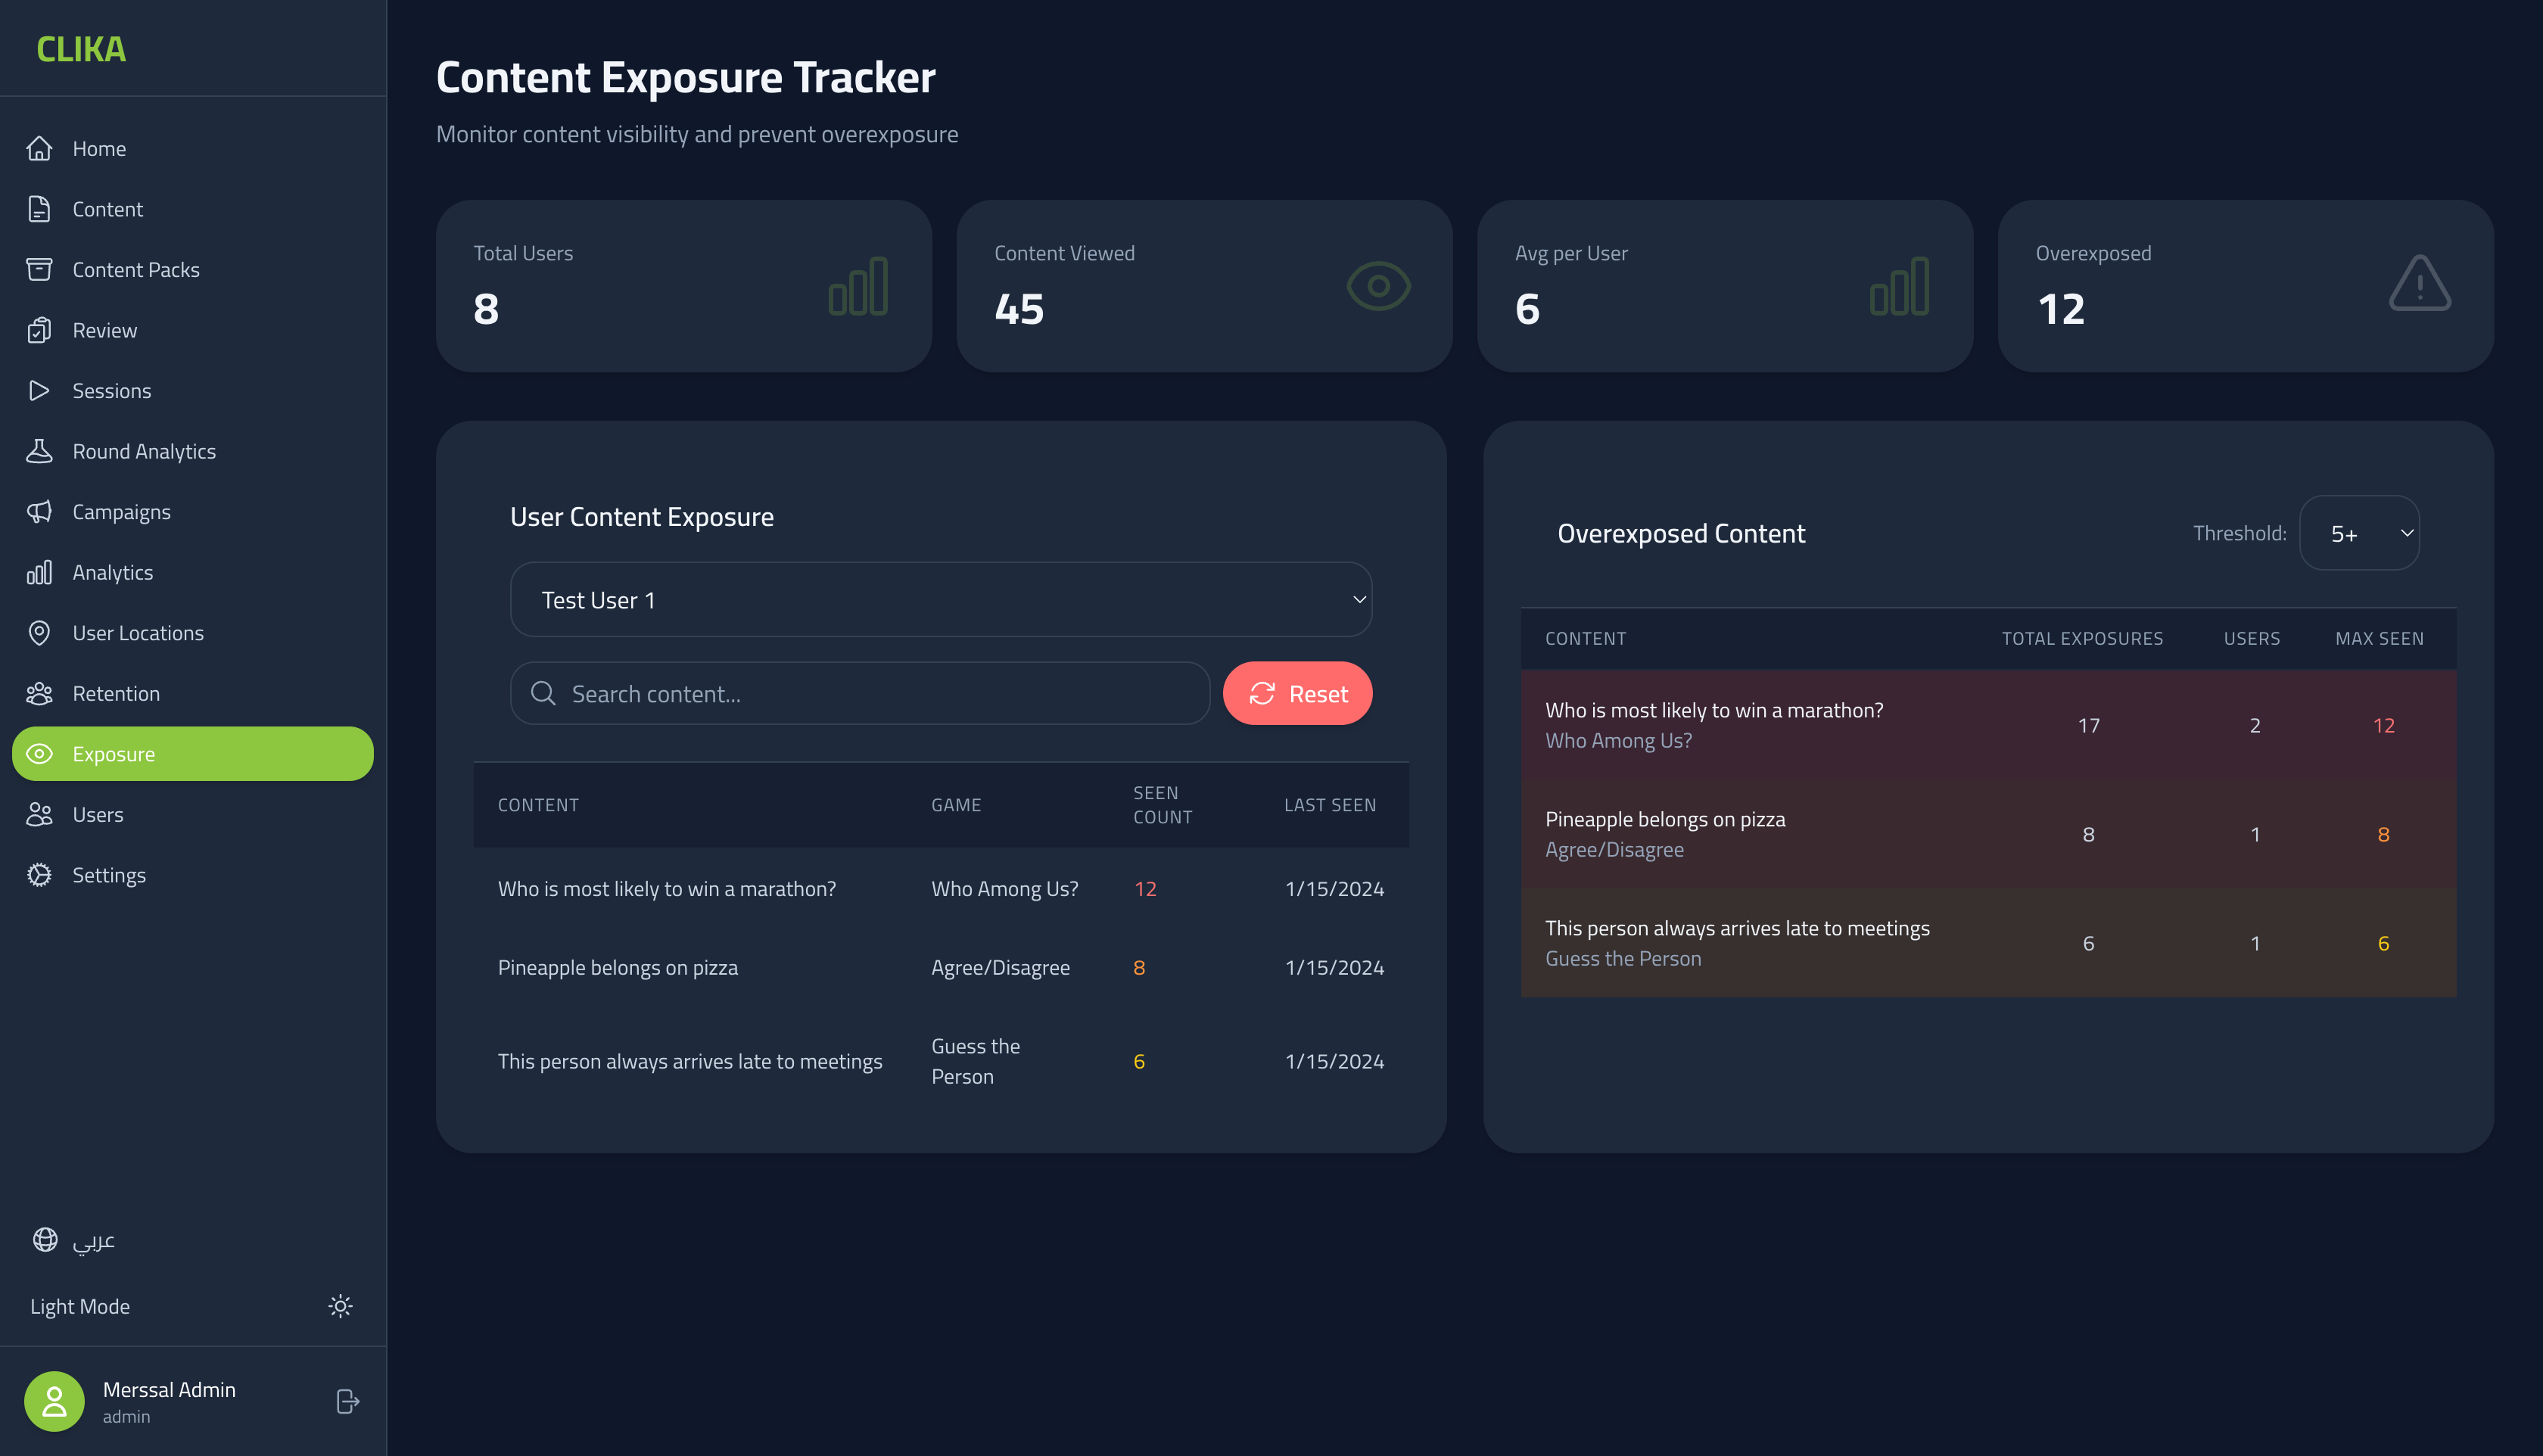 CLIKA
Home
Content
Content Packs
Review
Sessions
Round Analytics
Campaigns
Analytics
User Locations
Retention
Exposure
Users
Settings
عربي
Light Mode
Merssal Admin
admin
Content Exposure Tracker
Monitor content visibility and prevent overexposure
Total Users
8
Content Viewed
45
Avg per User
6
Overexposed
12
User Content Exposure
Test User 1
Search content...
Reset
CONTENT GAME SEEN COUNT LAST SEEN
Who is most likely to win a marathon? Who Among Us? 12 1/15/2024
Pineapple belongs on pizza Agree/Disagree 8 1/15/2024
This person always arrives late to meetings Guess the Person 6 1/15/2024
Overexposed Content
Threshold: 5+
CONTENT TOTAL EXPOSURES USERS MAX SEEN
Who is most likely to win a marathon? 17 2 12
Who Among Us?
Pineapple belongs on pizza 8 1 8
Agree/Disagree
This person always arrives late to meetings 6 1 6
Guess the Person